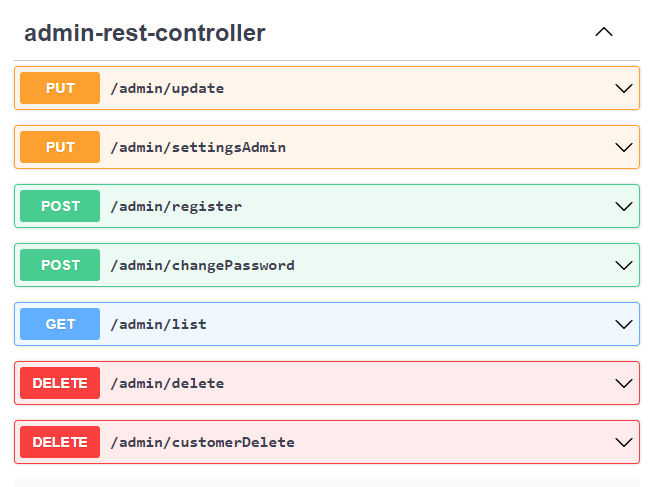 admin-rest-controller
PUT /admin/update
PUT /admin/settingsAdmin
POST /admin/register
POST /admin/changePassword
GET /admin/list
DELETE /admin/delete
DELETE /admin/customerDelete